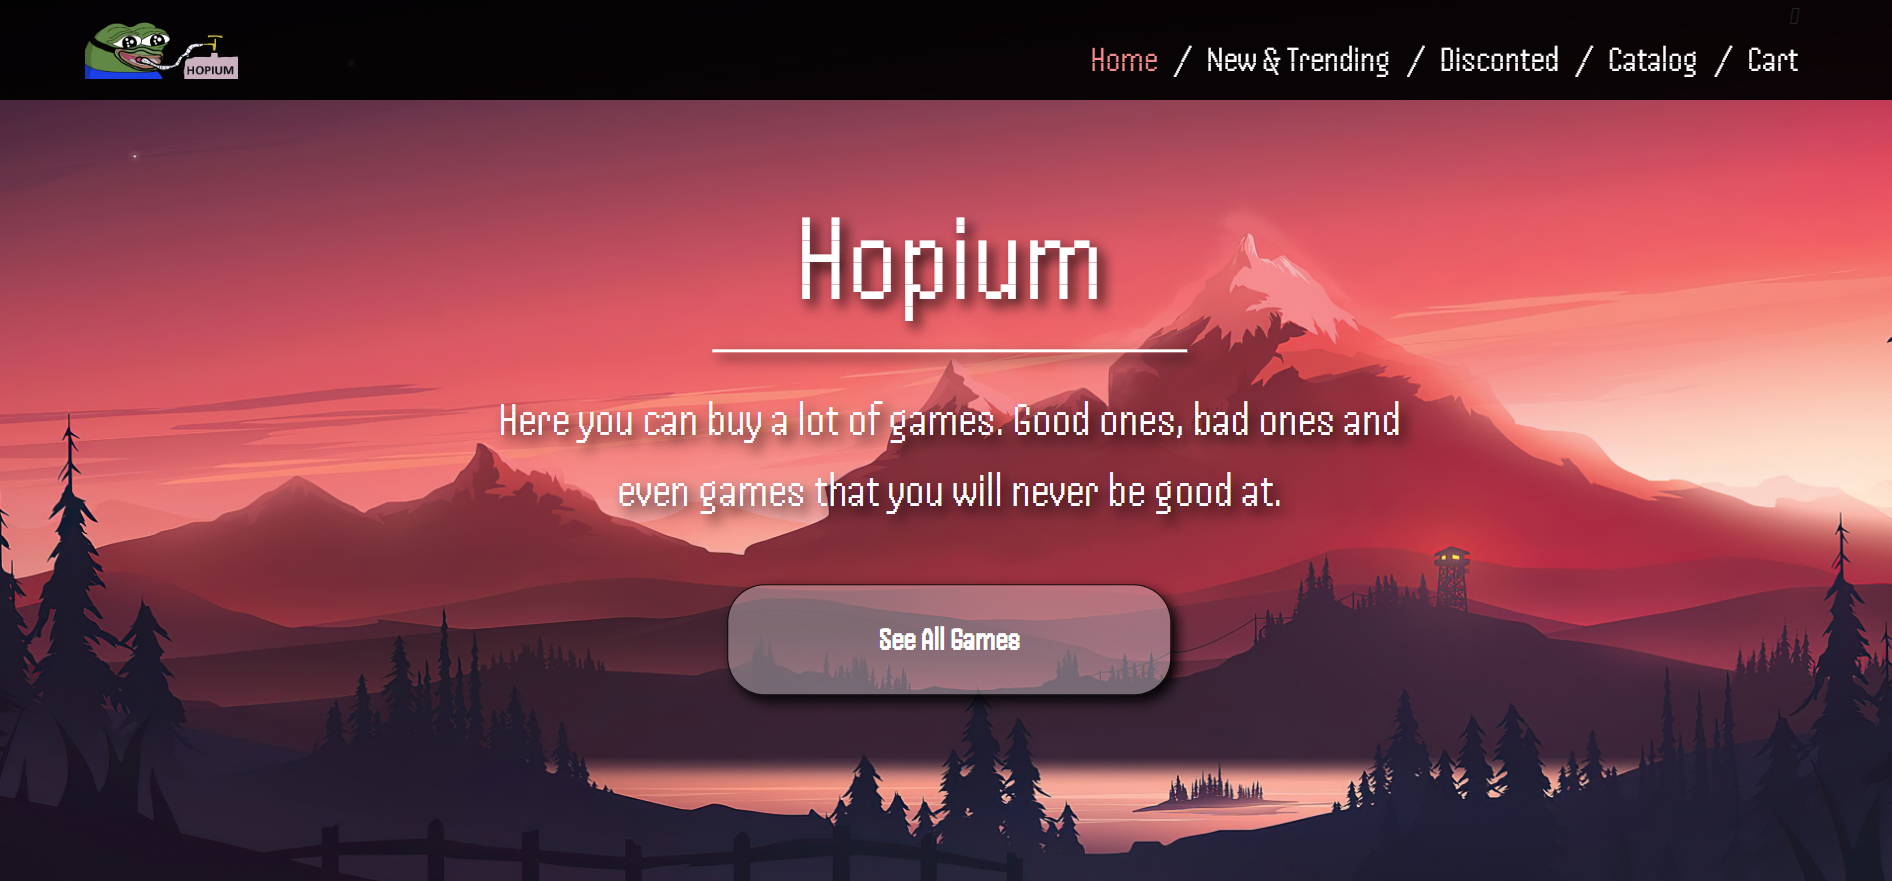 HOPIUM
Home / New & Trending / Disconted / Catalog / Cart
Hopium
Here you can buy a lot of games. Good ones, bad ones and
even games that you will never be good at.
See All Games